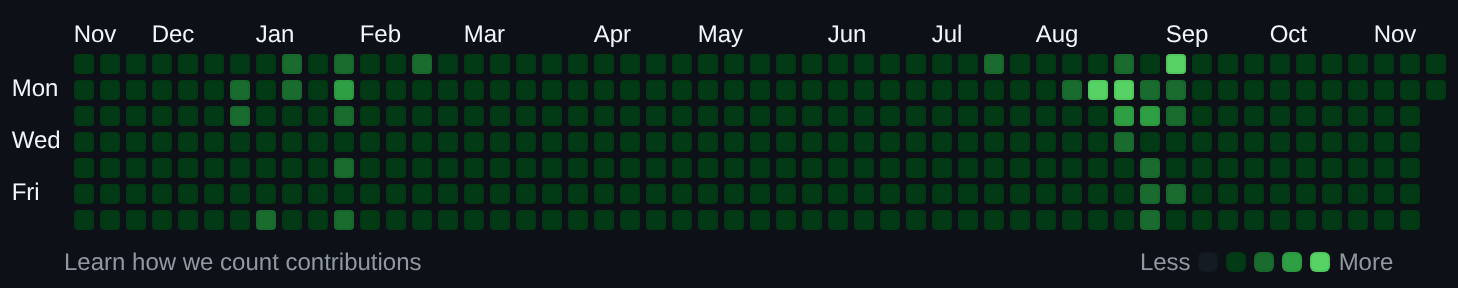 Nov Dec Jan Feb Mar Apr May Jun Jul Aug Sep Oct Nov
Mon
Wed
Fri
Learn how we count contributions Less More